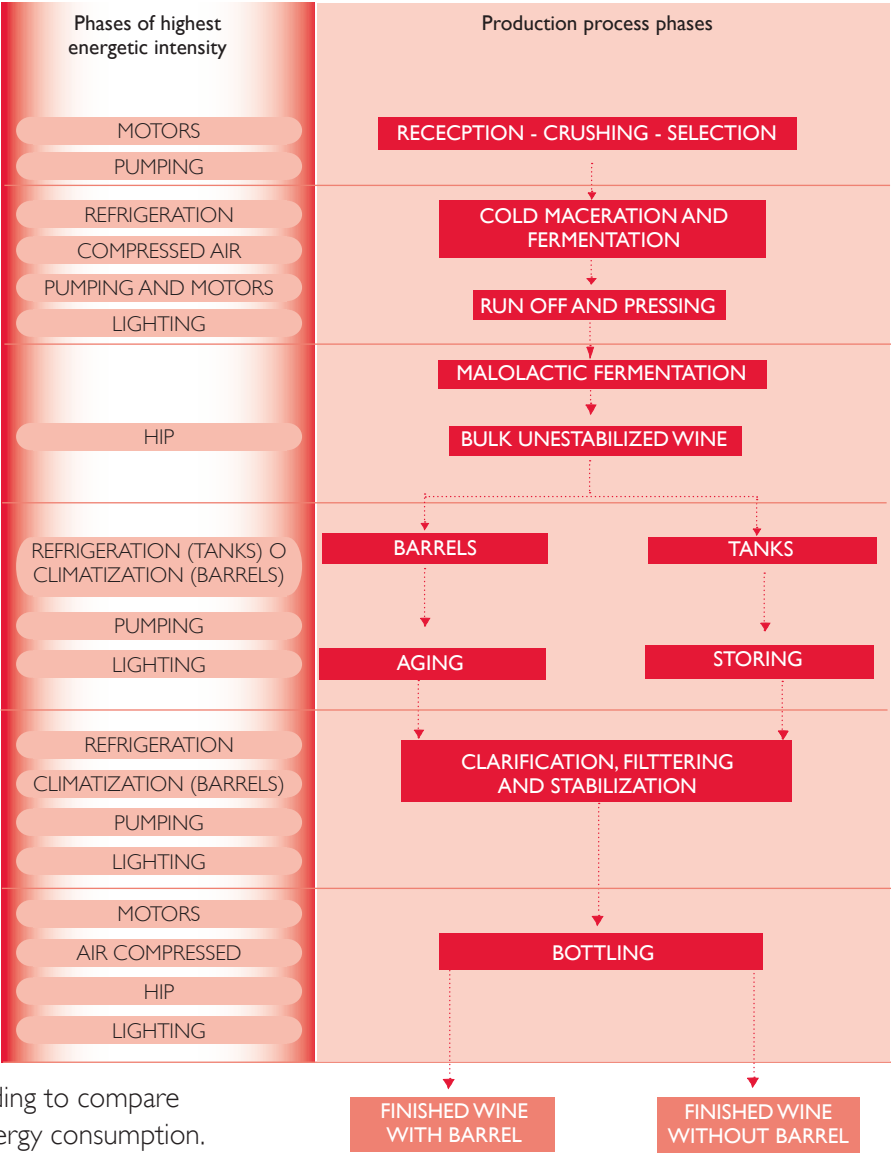 Phases of highest
energetic intensity
Production process phases
MOTORS
PUMPING
RECECPTION - CRUSHING - SELECTION
REFRIGERATION
COMPRESSED AIR
PUMPING AND MOTORS
LIGHTING
COLD MACERATION AND
FERMENTATION
RUN OFF AND PRESSING
MALOLACTIC FERMENTATION
HIP
BULK UNESTABILIZED WINE
REFRIGERATION (TANKS) O
CLIMATIZATION (BARRELS)
PUMPING
LIGHTING
BARRELS
TANKS
AGING
STORING
REFRIGERATION
CLIMATIZATION (BARRELS)
PUMPING
LIGHTING
CLARIFICATION, FILTTERING
AND STABILIZATION
MOTORS
AIR COMPRESSED
HIP
LIGHTING
BOTTLING
FINISHED WINE
WITH BARREL
FINISHED WINE
WITHOUT BARREL
ding to compare
ergy consumption.